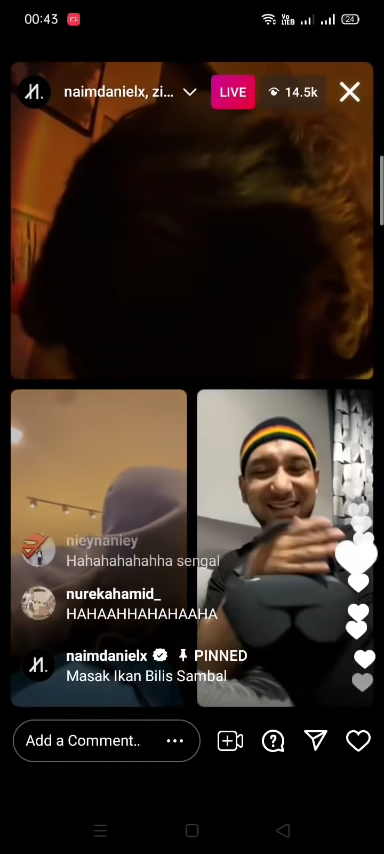 00:43
24
naimdanielx, zi...
LIVE
14.5k
nieynaniey
Hahahahahahha sengal
nurekahamid_
HAHAAHHAHAHAAHA
naimdanielx PINNED
Masak Ikan Bilis Sambal
Add a Comment..